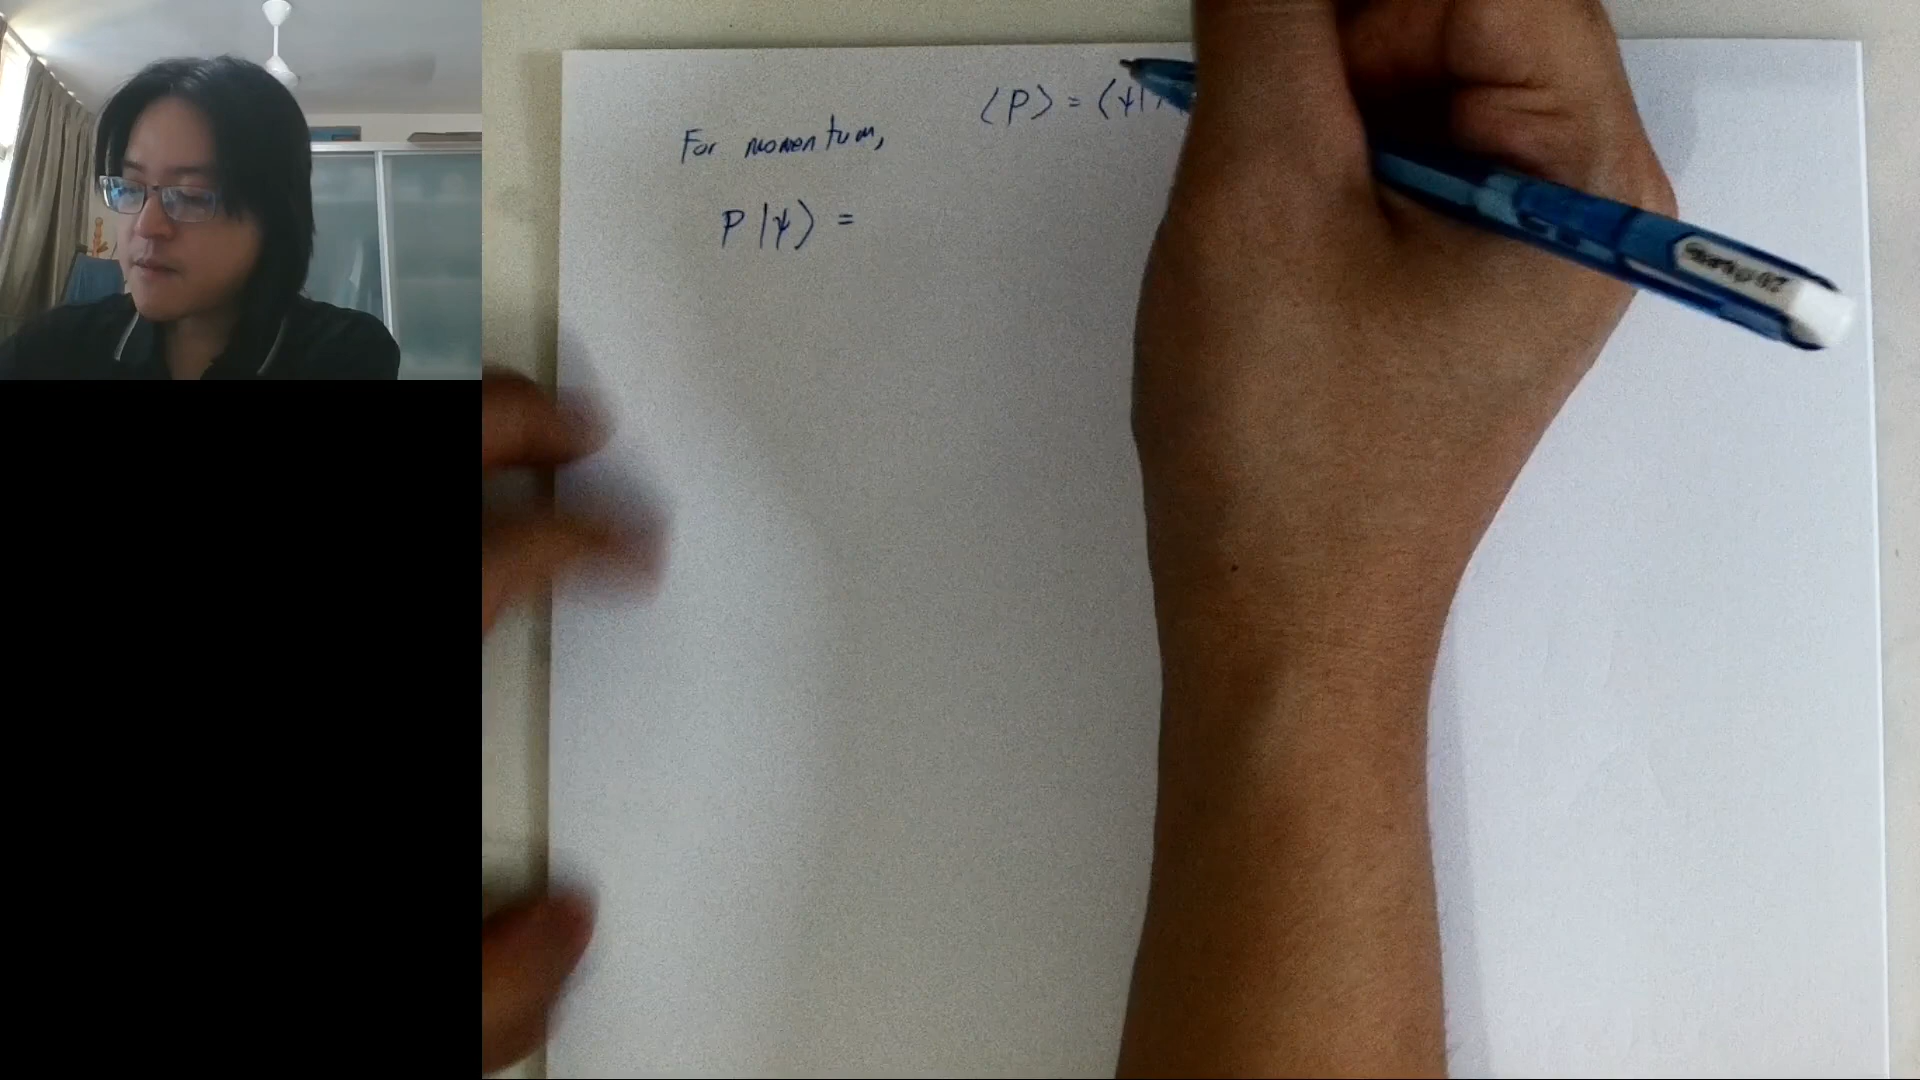 ⟨P⟩ = ⟨ψ|
For momentum,
P|ψ⟩ =